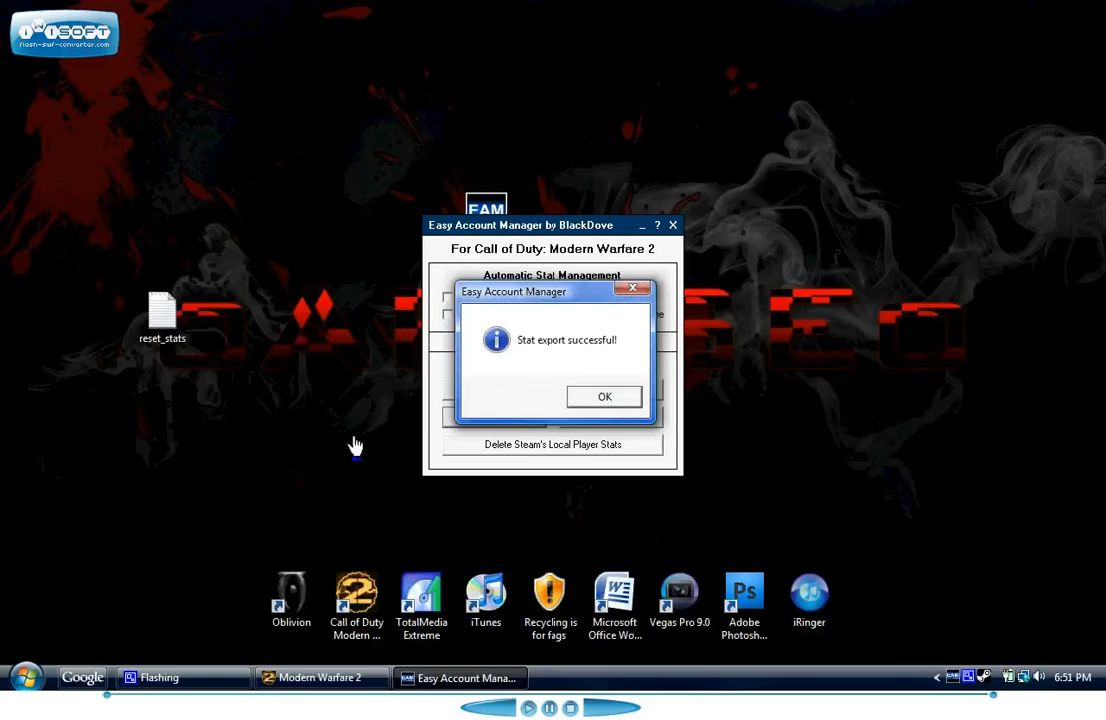 iWISOFT
flash-swf-converter.com
EAM
Easy Account Manager by BlackDove _ ? X
For Call of Duty: Modern Warfare 2
Automatic Stat Management
Easy Account Manager
Stat export successful!
OK
Delete Steam's Local Player Stats
reset_stats
Oblivion
Call of Duty Modern ...
TotalMedia Extreme
iTunes
Recycling is for fags
Microsoft Office Wo...
Vegas Pro 9.0
Adobe Photosh...
iRinger
Google
Flashing
Modern Warfare 2
Easy Account Mana...
6:51 PM